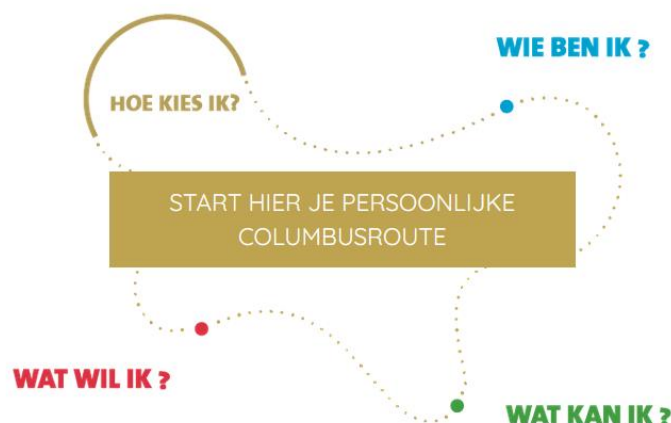 WIE BEN IK ?
HOE KIES IK?
START HIER JE PERSOONLIJKE
COLUMBUSROUTE
WAT WIL IK ?
WAT KAN IK ?